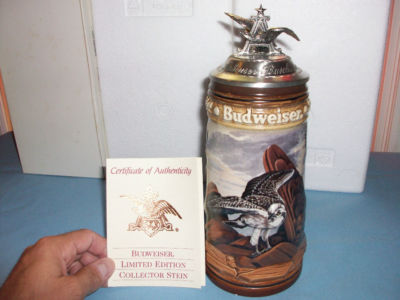 Budweiser.
Certificate of Authenticity
BUDWEISER®
LIMITED EDITION
COLLECTOR STEIN